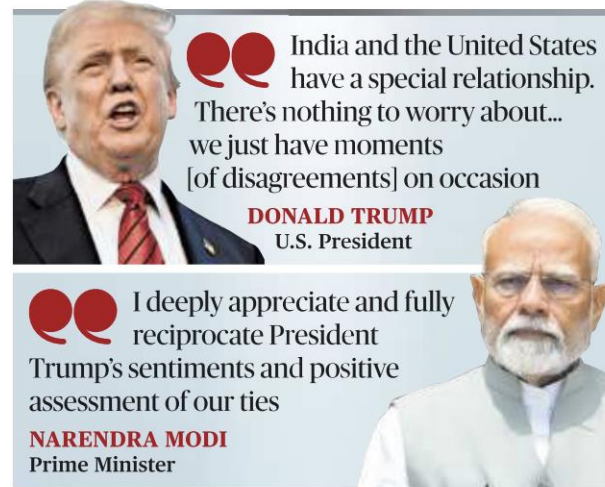 India and the United States
have a special relationship.
There's nothing to worry about...
we just have moments
[of disagreements] on occasion
DONALD TRUMP
U.S. President
I deeply appreciate and fully
reciprocate President
Trump's sentiments and positive
assessment of our ties
NARENDRA MODI
Prime Minister